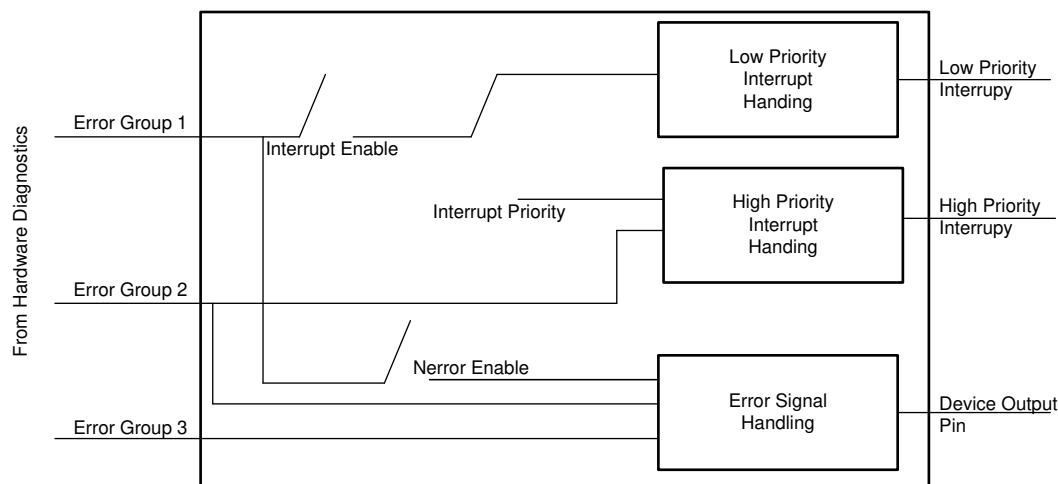 From Hardware Diagnostics
Error Group 1
Interrupt Enable
Low Priority
Interrupt
Handing
Low Priority
Interrupy
Interrupt Priority
High Priority
Interrupt
Handing
High Priority
Interrupy
Error Group 2
Nerror Enable
Error Signal
Handling
Device Output
Pin
Error Group 3